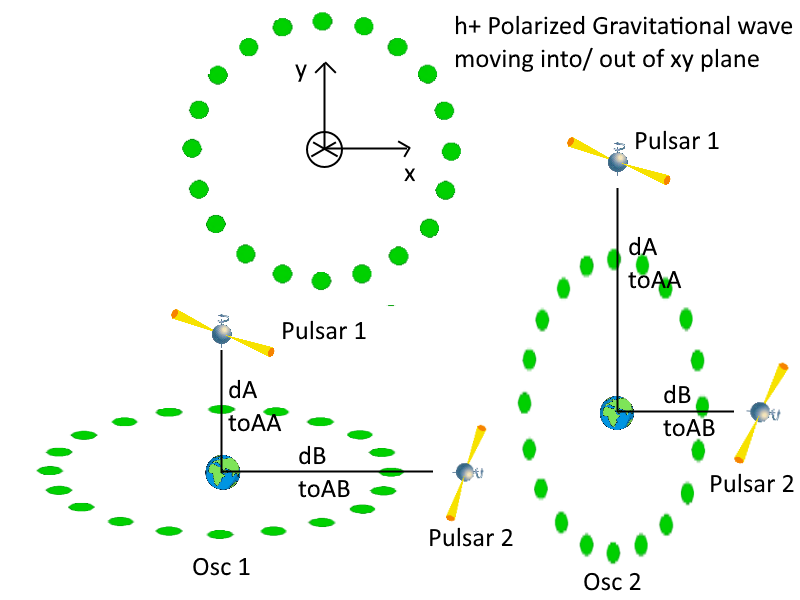 h+ Polarized Gravitational wave
moving into/ out of xy plane
y
x
Pulsar 1
dA
toAA
dB
toAB
Pulsar 2
Osc 2
Pulsar 1
dA
toAA
dB
toAB
Pulsar 2
Osc 1